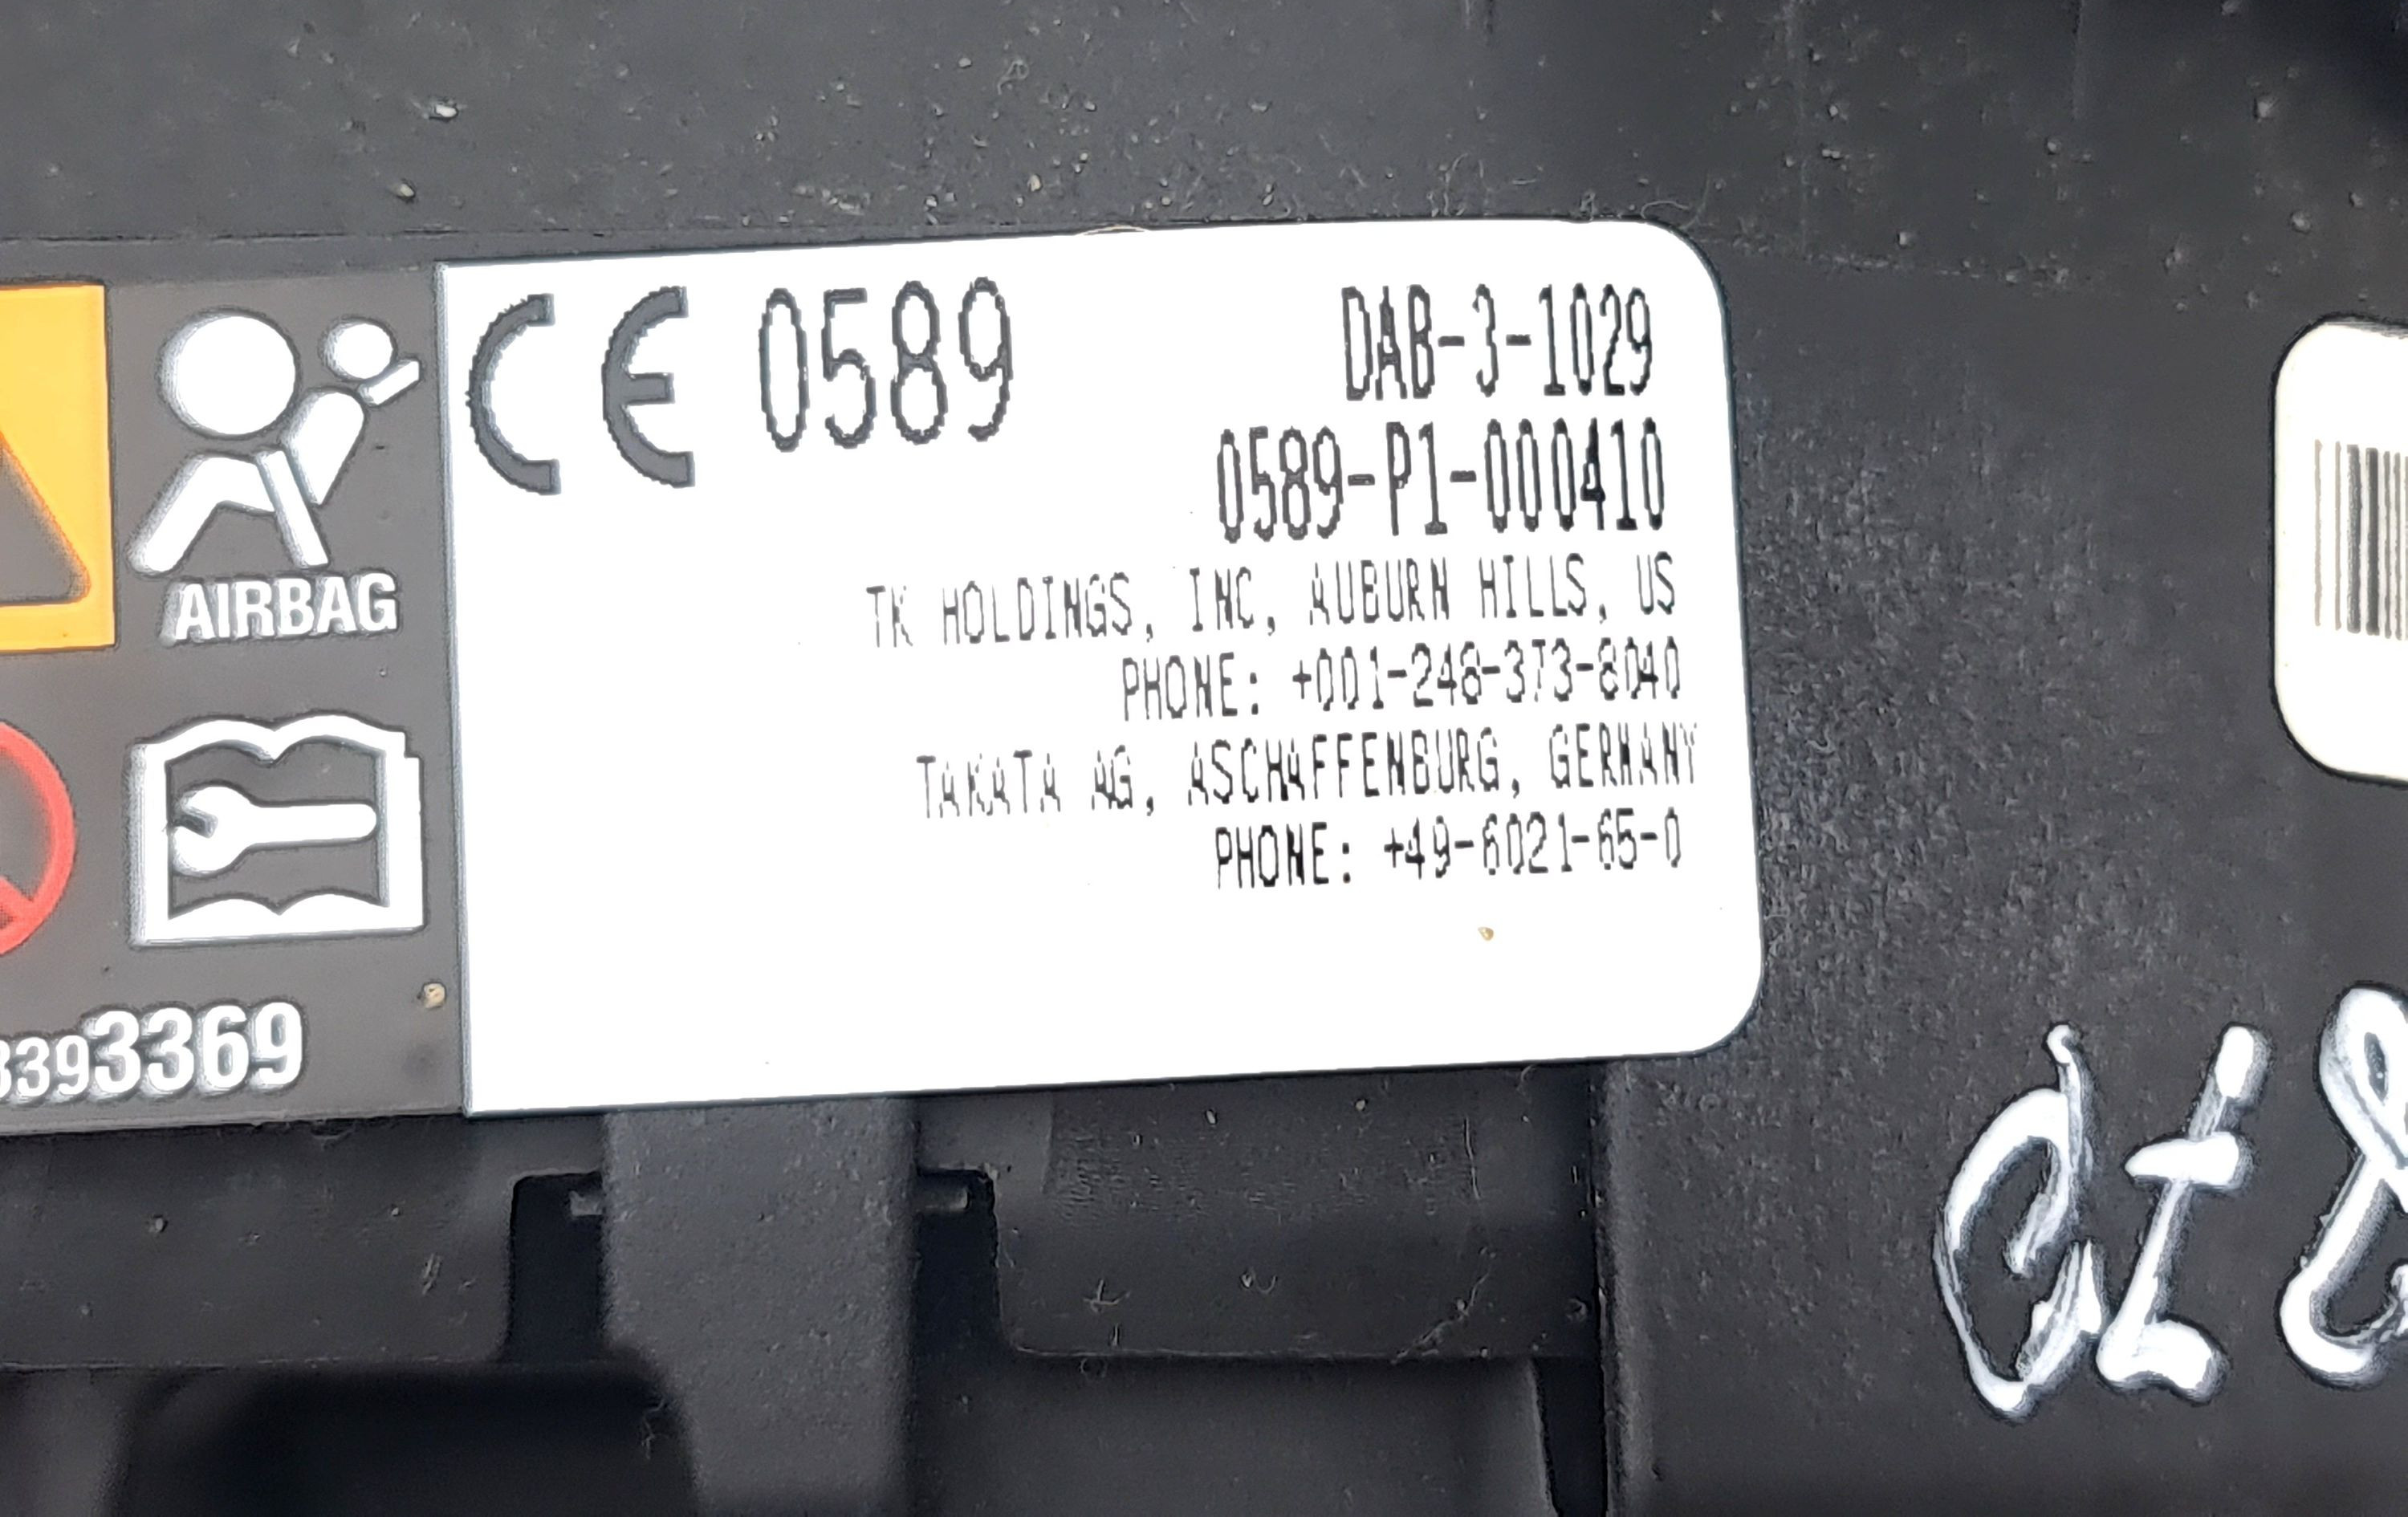 CE 0589
DAB-3-1029
0589-P1-000410
TK HOLDINGS, INC, AUBURN HILLS, US
PHONE: +001-248-373-8040
TAKATA AG, ASCHAFFENBURG, GERMANY
PHONE: +49-6021-65-0
AIRBAG
3393369